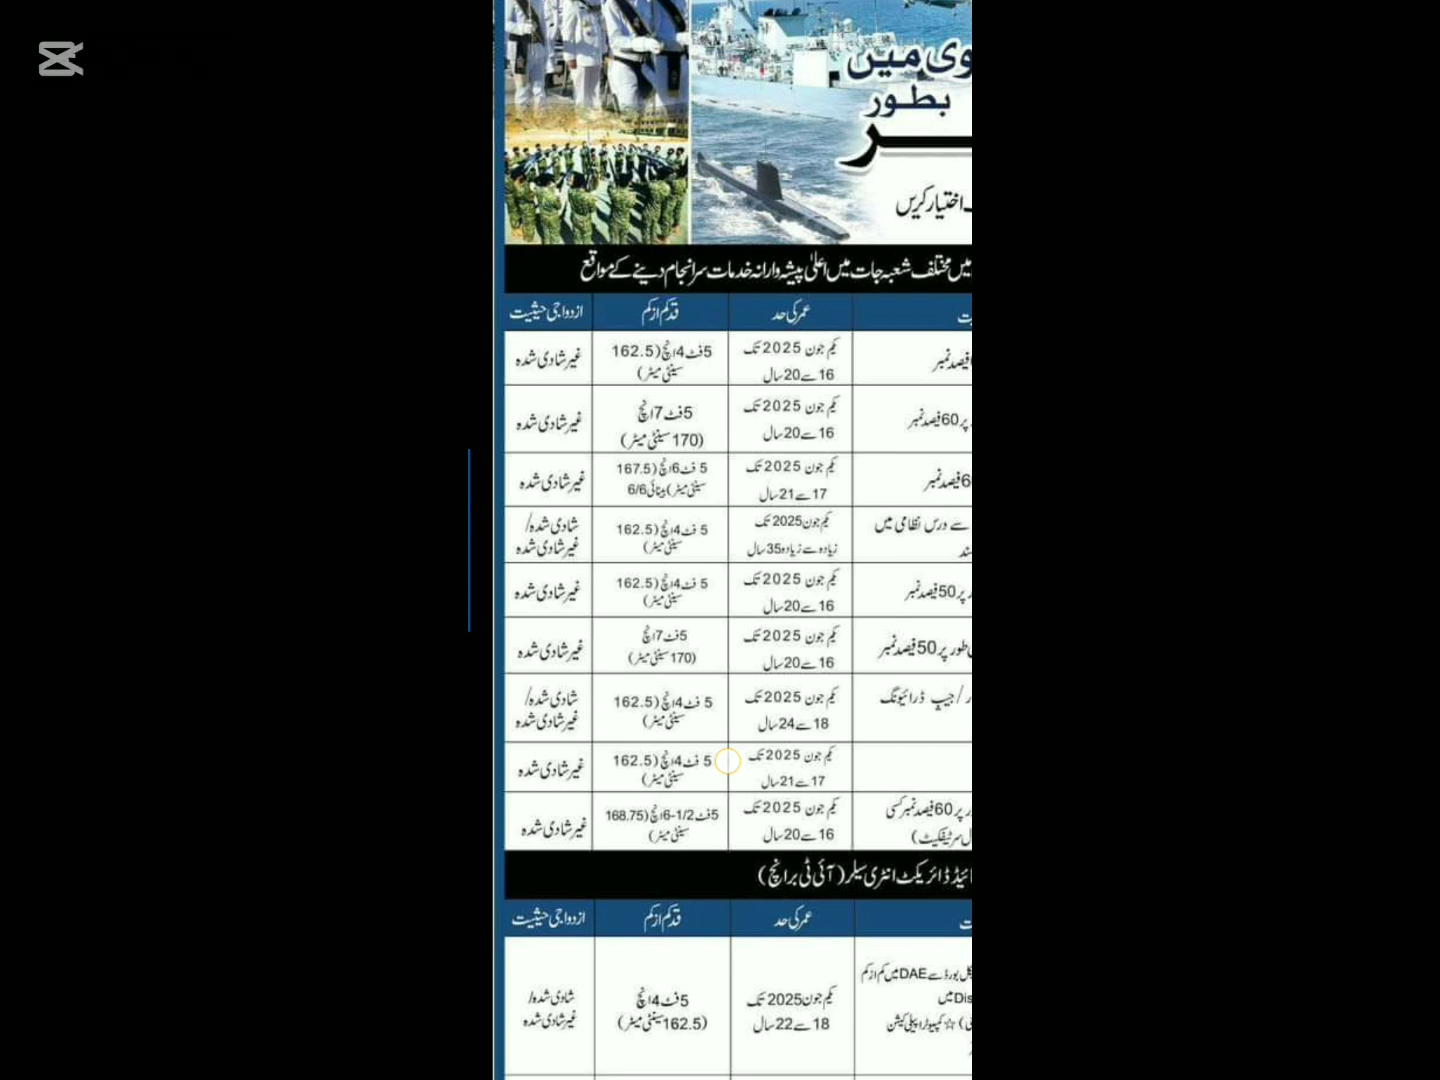 وی میں
بطور
اختیار کریں
میں مختلف شعبہ جات میں اعلیٰ پیشہ وارانہ خدمات سرانجام دینے کے مواقع
عمر کی حد
قد کم از کم
ازدواجی حیثیت
فیصد نمبر
یکم جون 2025 تک
16 سے 20 سال
5 فٹ 4 انچ (162.5
سینٹی میٹر)
غیر شادی شدہ
پر 60 فیصد نمبر
یکم جون 2025 تک
16 سے 20 سال
5 فٹ 7 انچ
(170 سینٹی میٹر)
غیر شادی شدہ
6 فیصد نمبر
یکم جون 2025 تک
17 سے 21 سال
5 فٹ 6 انچ (167.5
سینٹی میٹر) بینائی 6/6
غیر شادی شدہ
سے درس نظامی میں
سند
یکم جون 2025 تک
زیادہ سے زیادہ 35 سال
5 فٹ 4 انچ (162.5
سینٹی میٹر)
شادی شدہ/
غیر شادی شدہ
پر 50 فیصد نمبر
یکم جون 2025 تک
16 سے 20 سال
5 فٹ 4 انچ (162.5
سینٹی میٹر)
غیر شادی شدہ
طور پر 50 فیصد نمبر
یکم جون 2025 تک
16 سے 20 سال
5 فٹ 7 انچ
(170 سینٹی میٹر)
غیر شادی شدہ
ر / جیپ ڈرائیونگ
یکم جون 2025 تک
18 سے 24 سال
5 فٹ 4 انچ (162.5
سینٹی میٹر)
شادی شدہ/
غیر شادی شدہ
یکم جون 2025 تک
17 سے 21 سال
5 فٹ 4 انچ (162.5
سینٹی میٹر)
غیر شادی شدہ
پر 60 فیصد نمبر کسی
سرٹیفکیٹ)
یکم جون 2025 تک
16 سے 20 سال
5 فٹ 6-1/2 انچ (168.75
سینٹی میٹر)
غیر شادی شدہ
ائیڈ ڈائریکٹ انٹری سیلر (آئی ٹی برانچ)
عمر کی حد
قد کم از کم
ازدواجی حیثیت
بورڈ سے DAE میں کم از کم
Dis میں
☆ کمپیوٹر ایپلی کیشن
یکم جون 2025 تک
18 سے 22 سال
5 فٹ 4 انچ
(162.5 سینٹی میٹر)
شادی شدہ/
غیر شادی شدہ